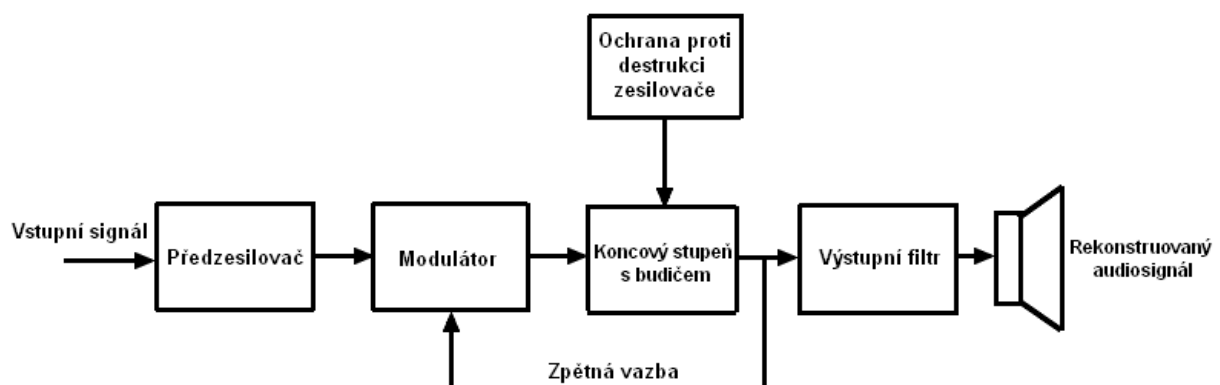 Ochrana proti
destrukci
zesilovače
Vstupní signál
Předzesilovač
Modulátor
Koncový stupeň
s budičem
Výstupní filtr
Rekonstruovaný
audiosignál
Zpětná vazba